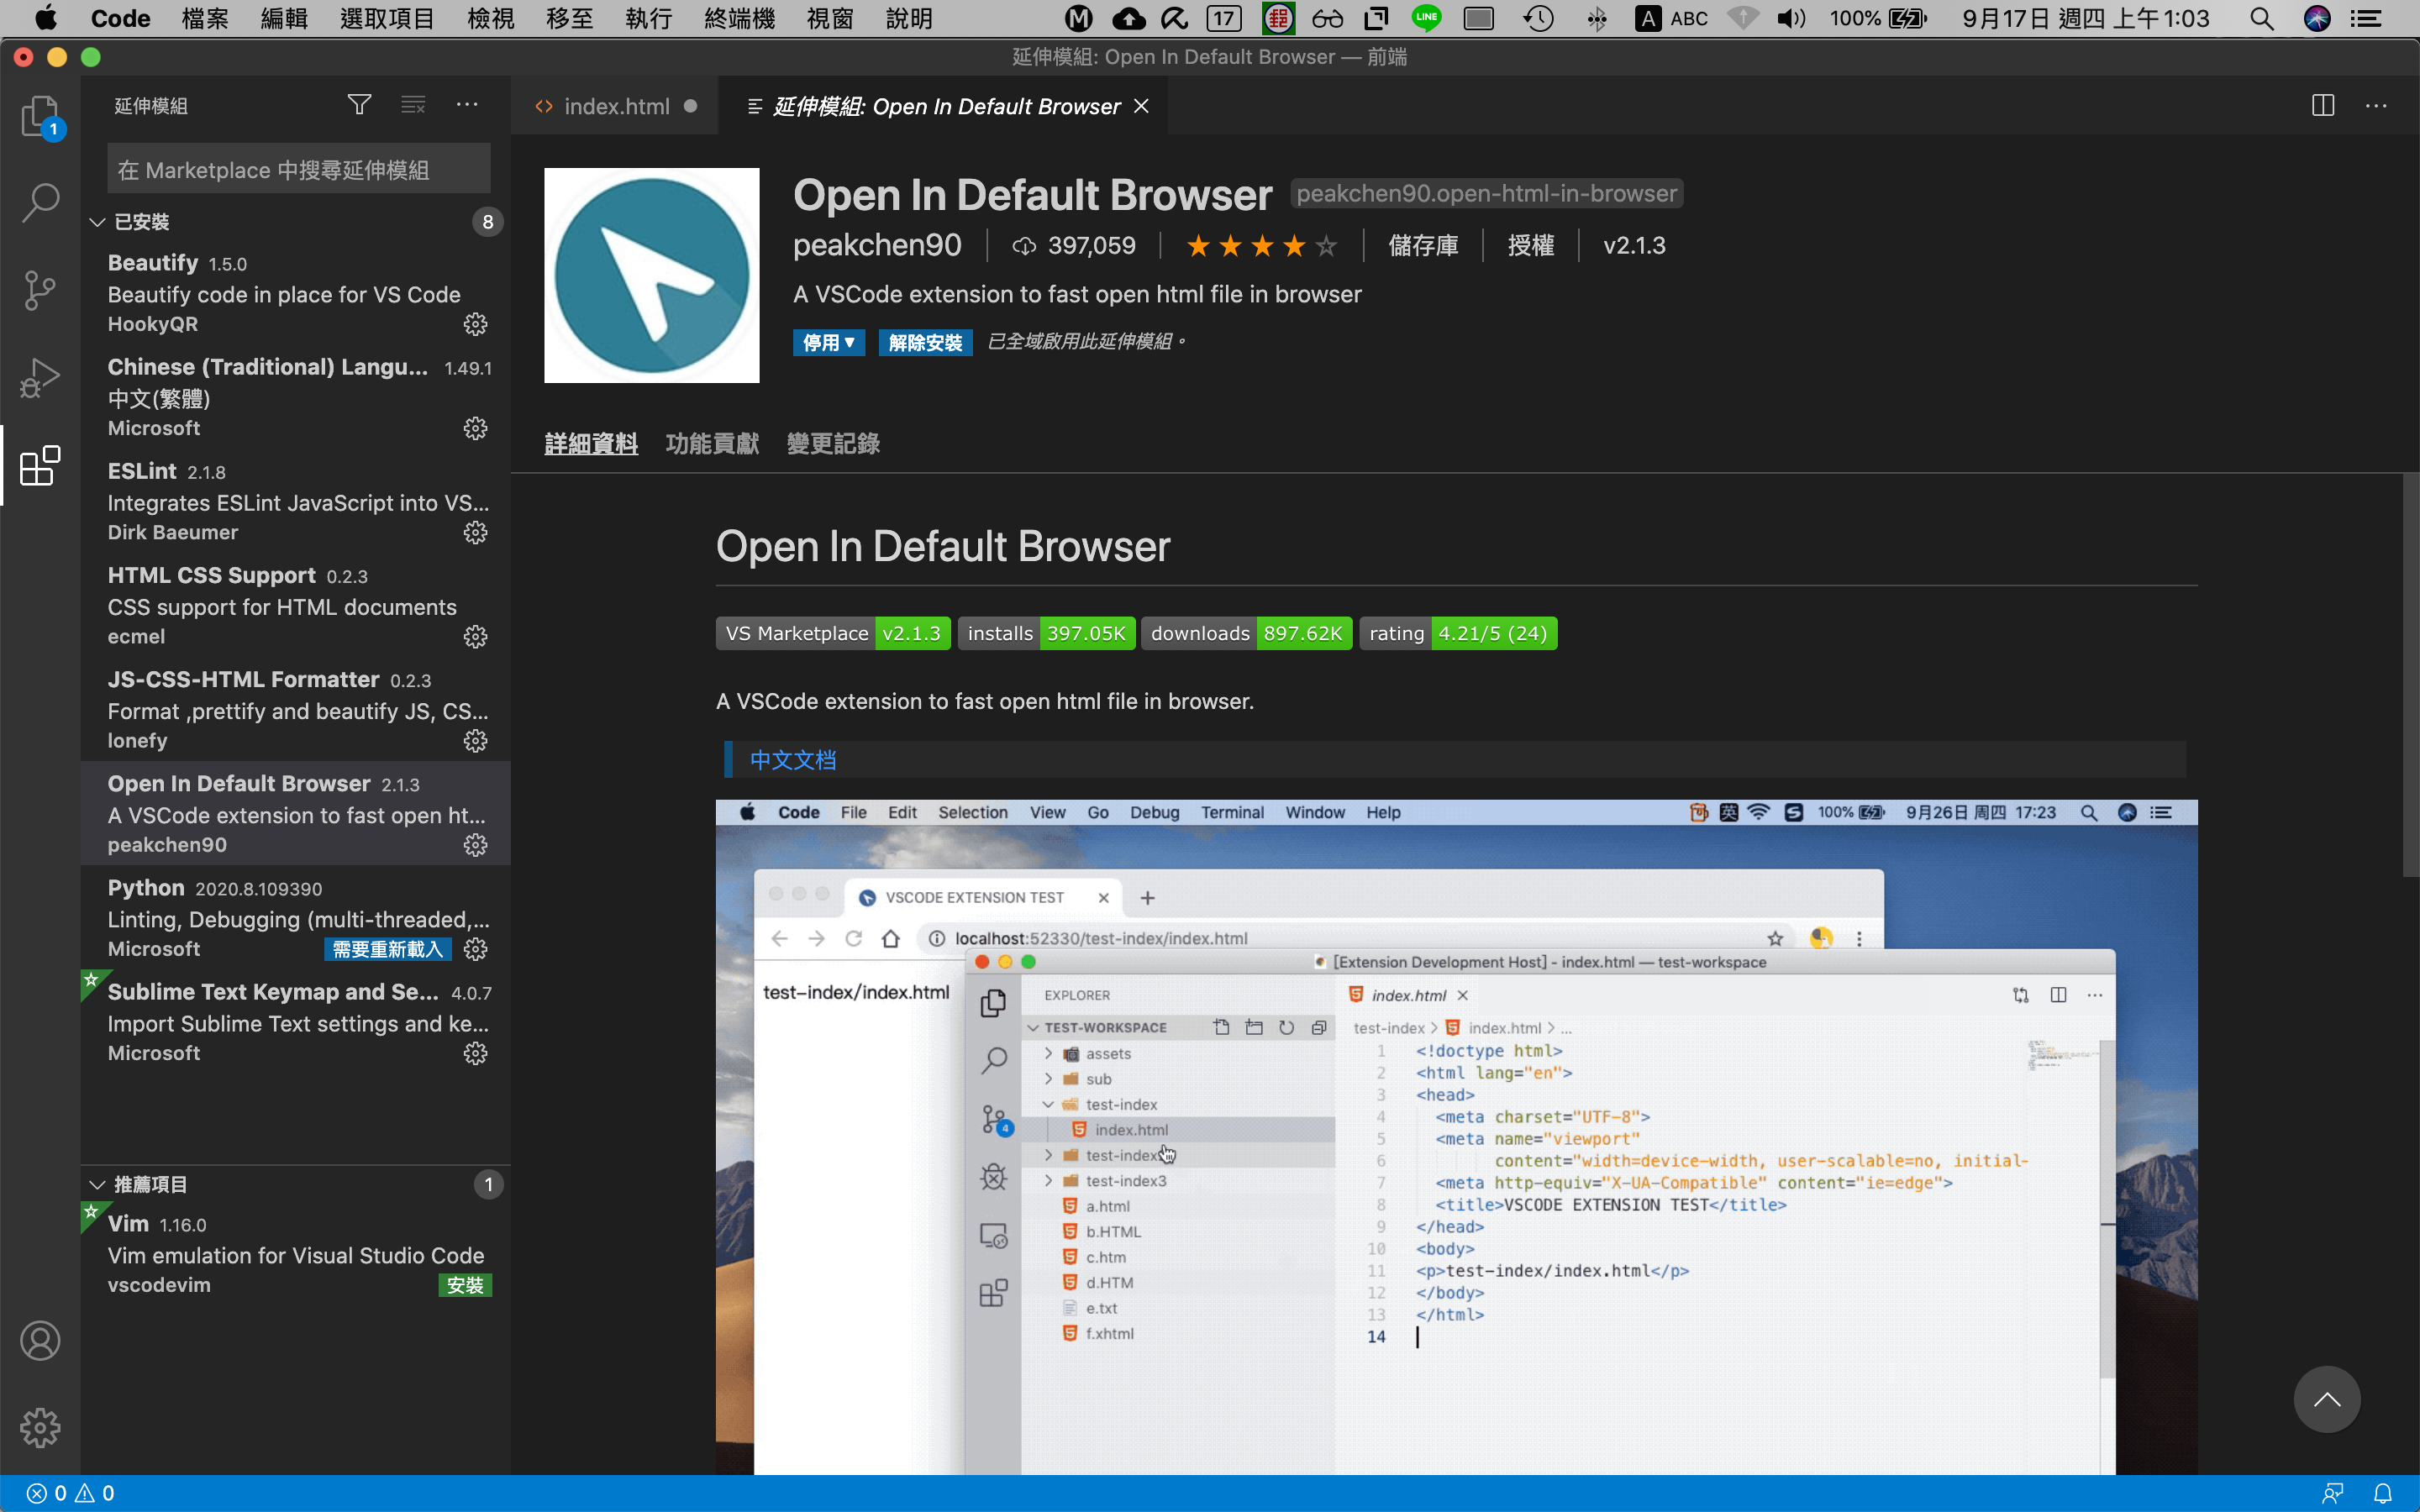 Code 檔案 編輯 選取項目 檢視 移至 執行 終端機 視窗 說明 17 郵 LINE A ABC 100% 9月17日 週四 上午1:03
延伸模組: Open In Default Browser — 前端
1
延伸模組
在 Marketplace 中搜尋延伸模組
已安裝 8
Beautify 1.5.0
Beautify code in place for VS Code
HookyQR
Chinese (Traditional) Langu... 1.49.1
中文(繁體)
Microsoft
ESLint 2.1.8
Integrates ESLint JavaScript into VS...
Dirk Baeumer
HTML CSS Support 0.2.3
CSS support for HTML documents
ecmel
JS-CSS-HTML Formatter 0.2.3
Format ,prettify and beautify JS, CS...
lonefy
Open In Default Browser 2.1.3
A VSCode extension to fast open ht...
peakchen90
Python 2020.8.109390
Linting, Debugging (multi-threaded,...
Microsoft 需要重新載入
Sublime Text Keymap and Se... 4.0.7
Import Sublime Text settings and ke...
Microsoft
推薦項目 1
Vim 1.16.0
Vim emulation for Visual Studio Code
vscodevim 安裝
index.html
延伸模組: Open In Default Browser
Open In Default Browser peakchen90.open-html-in-browser
peakchen90 397,059 儲存庫 授權 v2.1.3
A VSCode extension to fast open html file in browser
停用 解除安裝 已全域啟用此延伸模組。
詳細資料 功能貢獻 變更記錄
Open In Default Browser
VS Marketplace v2.1.3 installs 397.05K downloads 897.62K rating 4.21/5 (24)
A VSCode extension to fast open html file in browser.
中文文档
Code File Edit Selection View Go Debug Terminal Window Help 英 100% 9月26日 周四 17:23
VSCODE EXTENSION TEST
localhost:52330/test-index/index.html
test-index/index.html
[Extension Development Host] - index.html — test-workspace
EXPLORER
TEST-WORKSPACE
assets
sub
test-index
index.html
test-index
test-index3
a.html
b.HTML
c.htm
d.HTM
e.txt
f.xhtml
4
index.html
test-index > index.html > ...
1 <!doctype html>
2 <html lang="en">
3 <head>
4 <meta charset="UTF-8">
5 <meta name="viewport"
6 content="width=device-width, user-scalable=no, initial-
7 <meta http-equiv="X-UA-Compatible" content="ie=edge">
8 <title>VSCODE EXTENSION TEST</title>
9 </head>
10 <body>
11 <p>test-index/index.html</p>
12 </body>
13 </html>
14
0 0